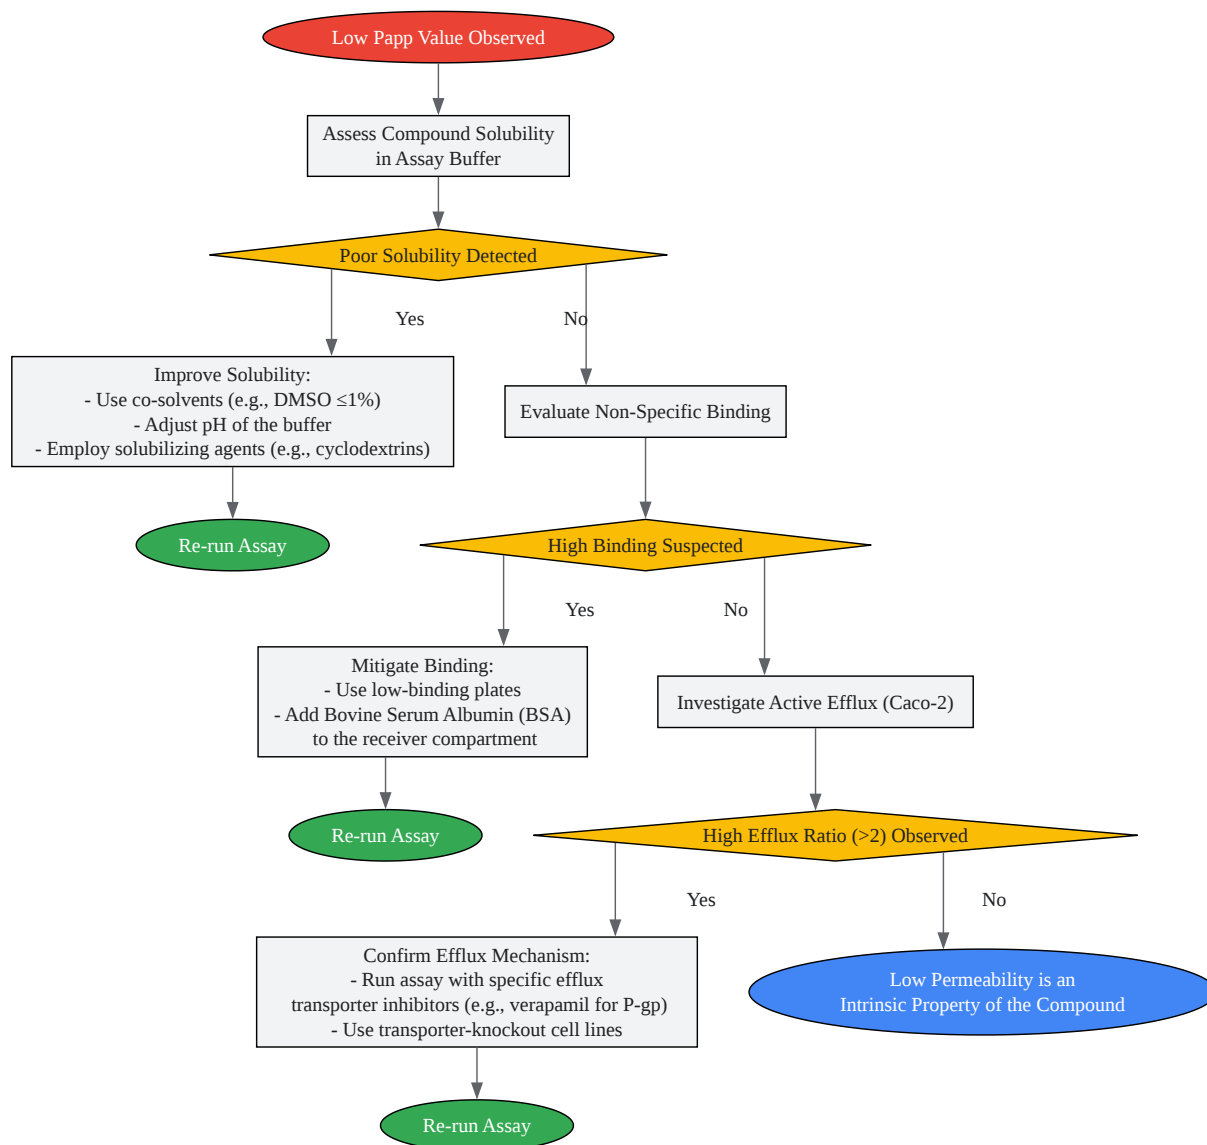 Low Papp Value Observed
Assess Compound Solubility
in Assay Buffer
Poor Solubility Detected
Yes
No
Improve Solubility:
- Use co-solvents (e.g., DMSO ≤1%)
- Adjust pH of the buffer
- Employ solubilizing agents (e.g., cyclodextrins)
Evaluate Non-Specific Binding
Re-run Assay
High Binding Suspected
Yes
No
Mitigate Binding:
- Use low-binding plates
- Add Bovine Serum Albumin (BSA)
to the receiver compartment
Investigate Active Efflux (Caco-2)
Re-run Assay
High Efflux Ratio (>2) Observed
Yes
No
Confirm Efflux Mechanism:
- Run assay with specific efflux
transporter inhibitors (e.g., verapamil for P-gp)
- Use transporter-knockout cell lines
Low Permeability is an
Intrinsic Property of the Compound
Re-run Assay